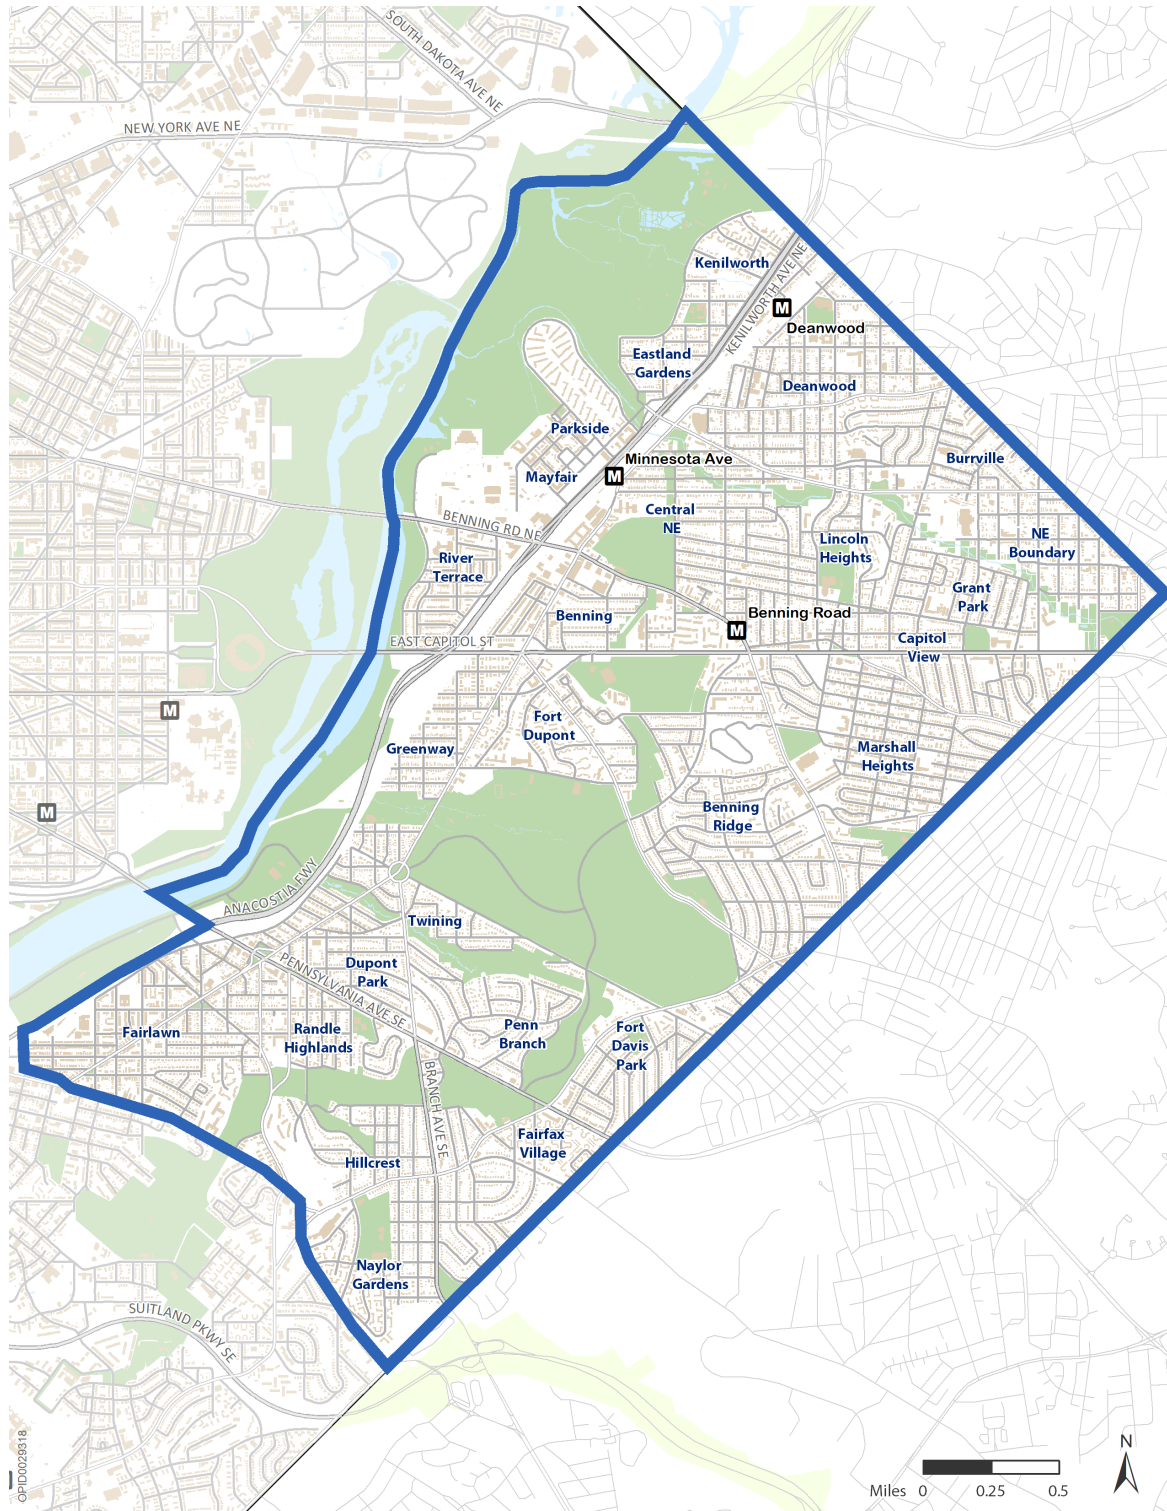 SOUTH DAKOTA AVE NE
NEW YORK AVE NE
Kenilworth
KENILWORTH AVE NE
M
Deanwood
Eastland
Gardens
Deanwood
Parkside
Burrville
Minnesota Ave
M
Mayfair
Central
NE
BENNING RD NE
NE
Boundary
Lincoln
Heights
River
Terrace
Grant
Park
Benning
Benning Road
M
EAST CAPITOL ST
Capitol
View
M
Fort
Dupont
Greenway
Marshall
Heights
M
Benning
Ridge
ANACOSTIA FWY
Twining
PENNSYLVANIA AVE SE
Dupont
Park
Fairlawn
Randle
Highlands
Penn
Branch
Fort
Davis
Park
BRANCH AVE SE
Fairfax
Village
Hillcrest
Naylor
Gardens
SUITLAND PKWY SE
OPID0029318
N
Miles 0 0.25 0.5